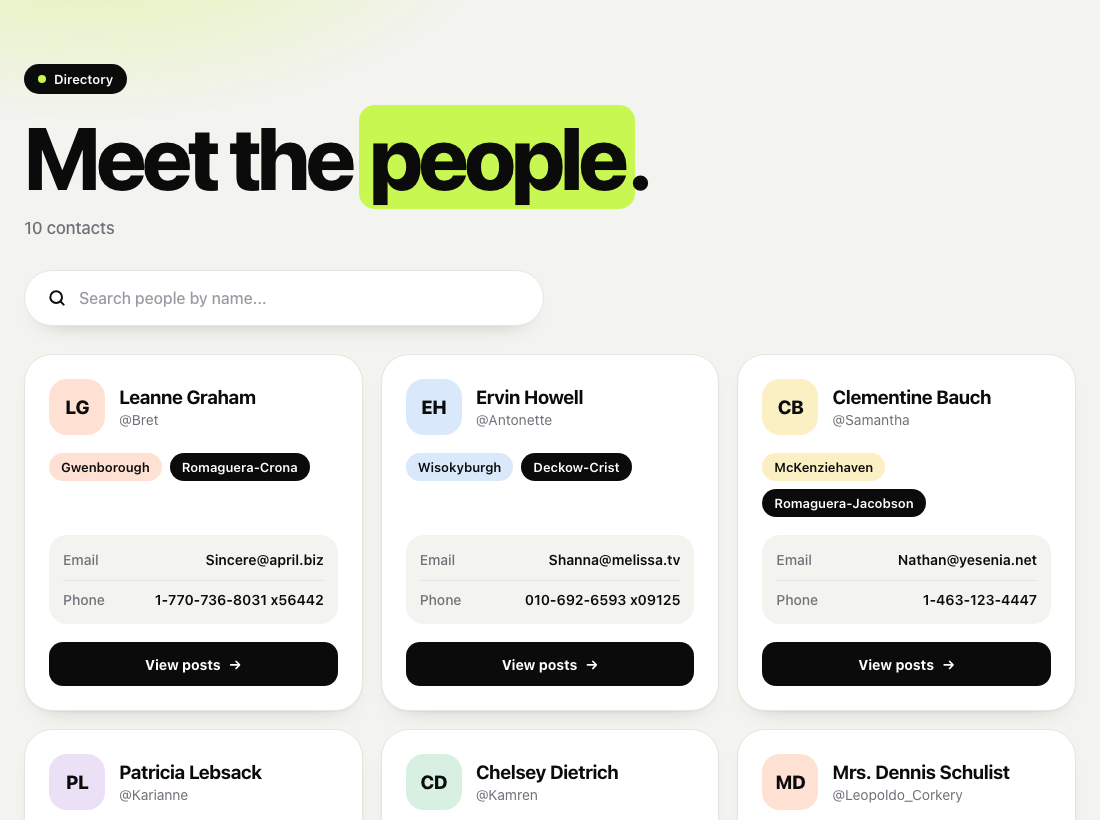 Directory
Meet the people.
10 contacts
Search people by name...
LG
Leanne Graham
@Bret
Gwenborough
Romaguera-Crona
Email
Sincere@april.biz
Phone
1-770-736-8031 x56442
View posts →
EH
Ervin Howell
@Antonette
Wisokyburgh
Deckow-Crist
Email
Shanna@melissa.tv
Phone
010-692-6593 x09125
View posts →
CB
Clementine Bauch
@Samantha
McKenziehaven
Romaguera-Jacobson
Email
Nathan@yesenia.net
Phone
1-463-123-4447
View posts →
PL
Patricia Lebsack
@Karianne
CD
Chelsey Dietrich
@Kamren
MD
Mrs. Dennis Schulist
@Leopoldo_Corkery